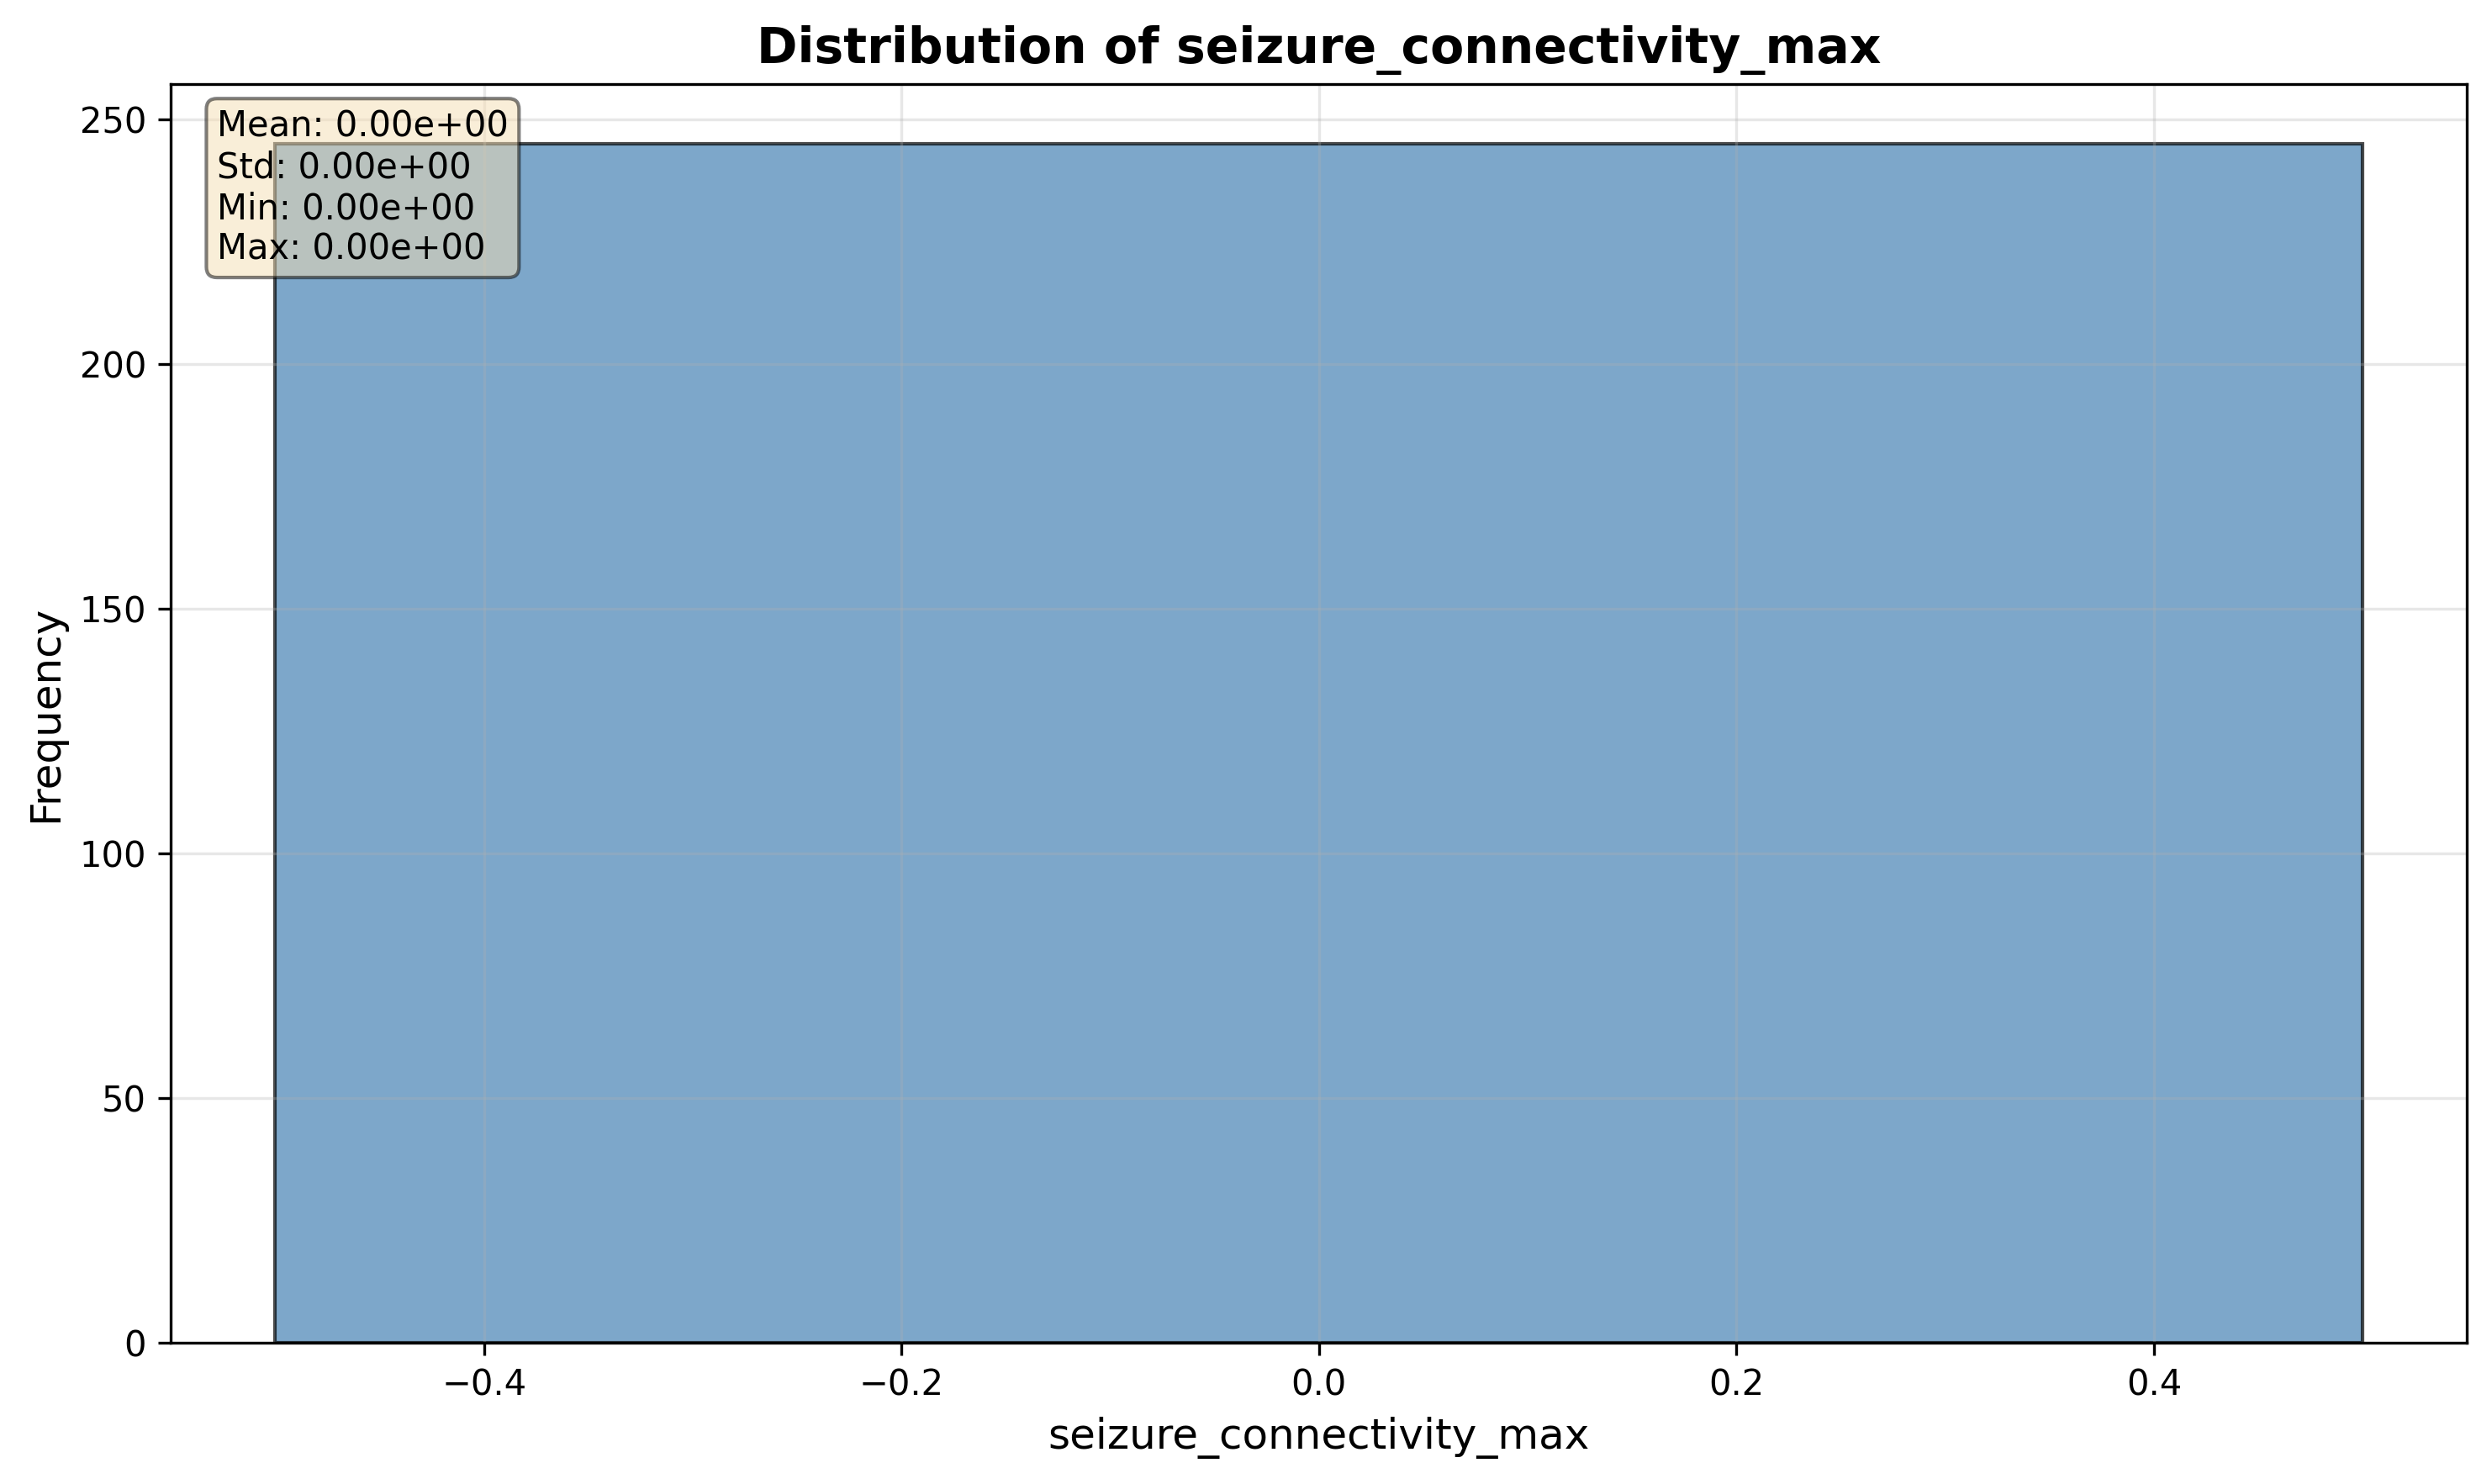 Distribution of seizure_connectivity_max
Mean: 0.00e+00
Std: 0.00e+00
Min: 0.00e+00
Max: 0.00e+00
250
200
150
100
50
0
Frequency
−0.4
−0.2
0.0
0.2
0.4
seizure_connectivity_max